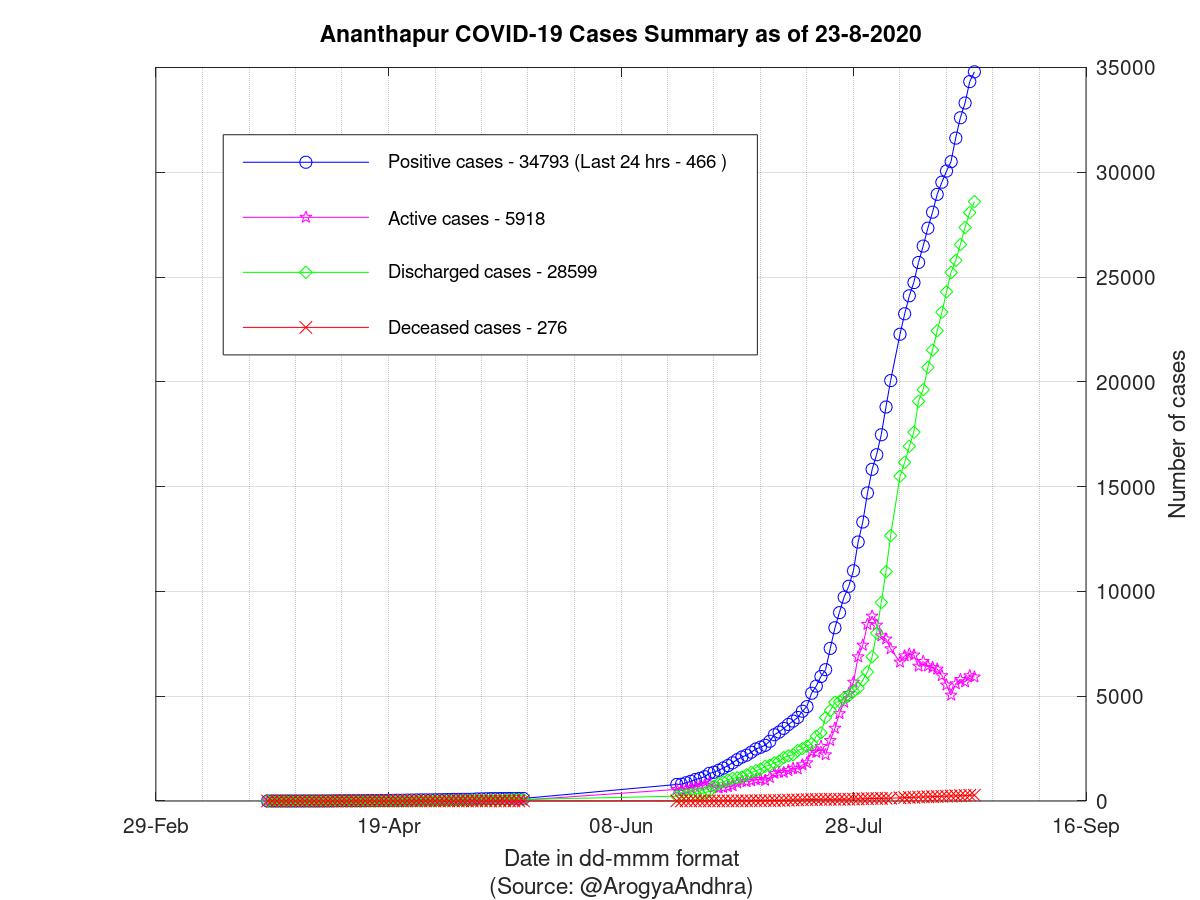 Ananthapur COVID-19 Cases Summary as of 23-8-2020
35000
Positive cases - 34793 (Last 24 hrs - 466 )
30000
Active cases - 5918
Discharged cases - 28599
25000
Deceased cases - 276
20000
15000
10000
5000
0
Number of cases
29-Feb 19-Apr 08-Jun 28-Jul 16-Sep
Date in dd-mmm format
(Source: @ArogyaAndhra)